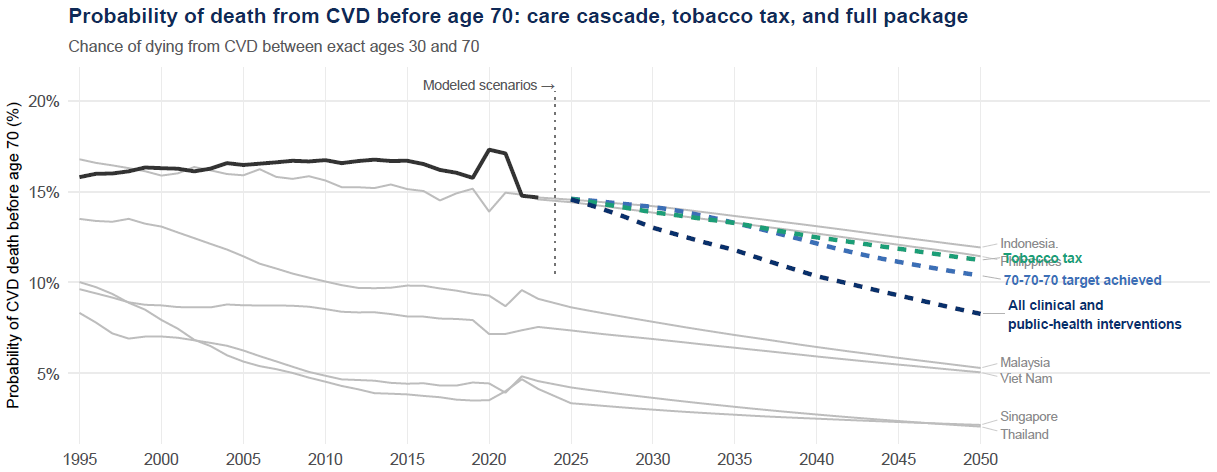 Probability of death from CVD before age 70: care cascade, tobacco tax, and full package
Chance of dying from CVD between exact ages 30 and 70
Modeled scenarios →
Probability of CVD death before age 70 (%)
20%
15%
10%
5%
Indonesia.
Tobacco tax
Philippines
70-70-70 target achieved
All clinical and
public-health interventions
Malaysia
Viet Nam
Singapore
Thailand
1995
2000
2005
2010
2015
2020
2025
2030
2035
2040
2045
2050